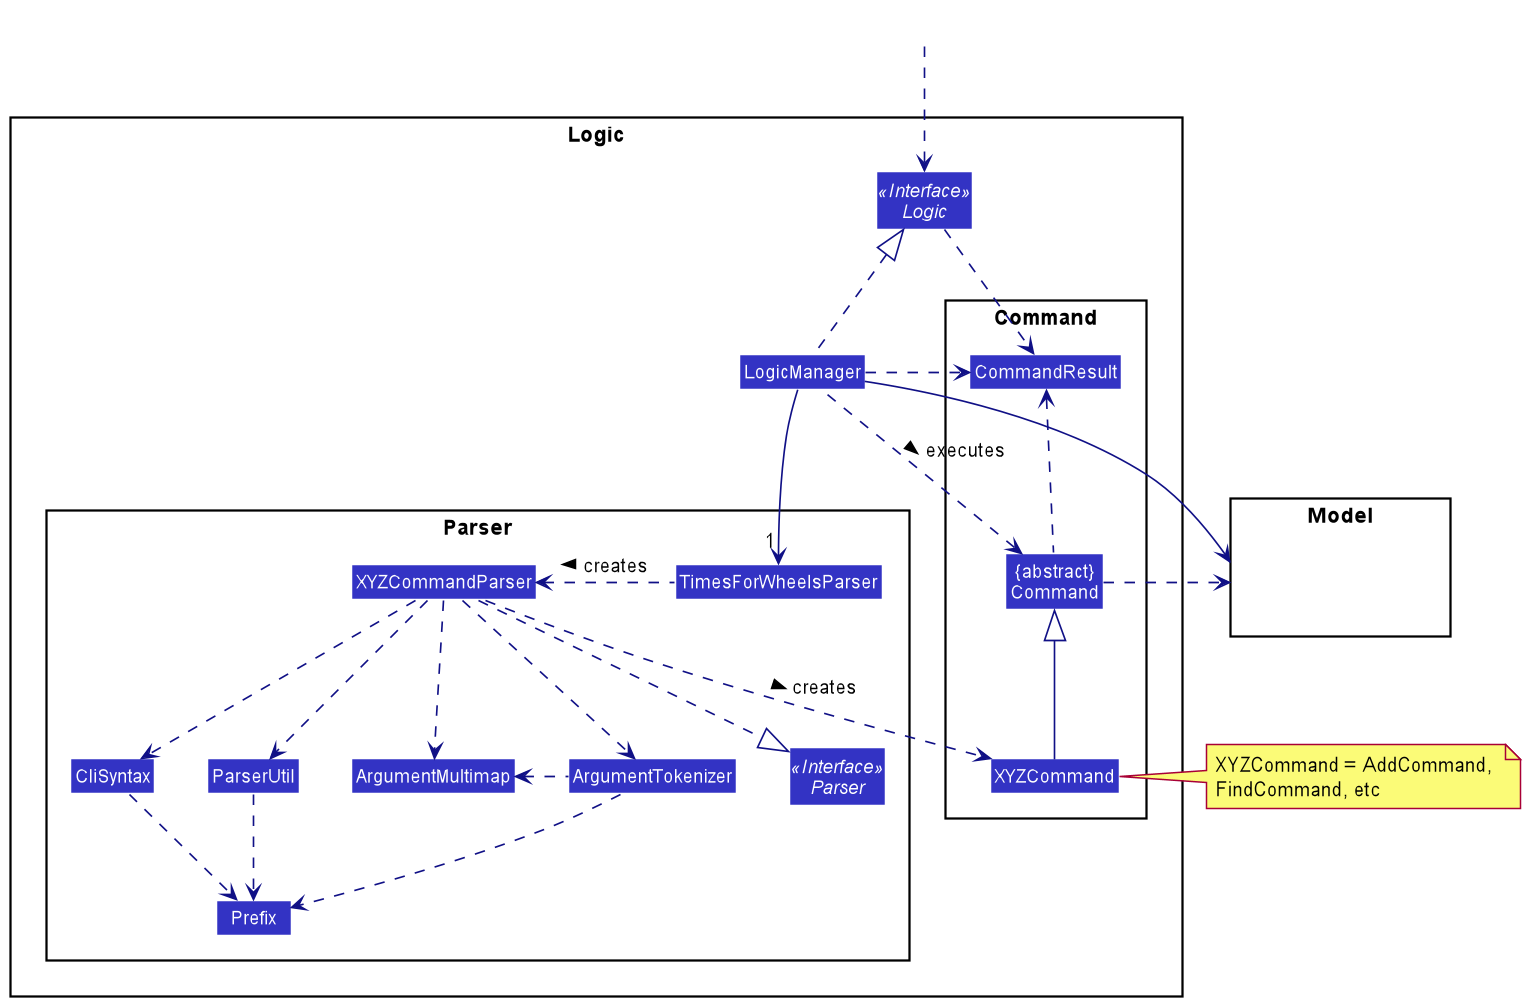 Logic
«Interface»
Logic
Command
LogicManager
CommandResult
executes
Model
Parser
1
creates
XYZCommandParser
TimesForWheelsParser
{abstract}
Command
creates
CliSyntax
ParserUtil
ArgumentMultimap
ArgumentTokenizer
«Interface»
Parser
XYZCommand
XYZCommand = AddCommand,
FindCommand, etc
Prefix